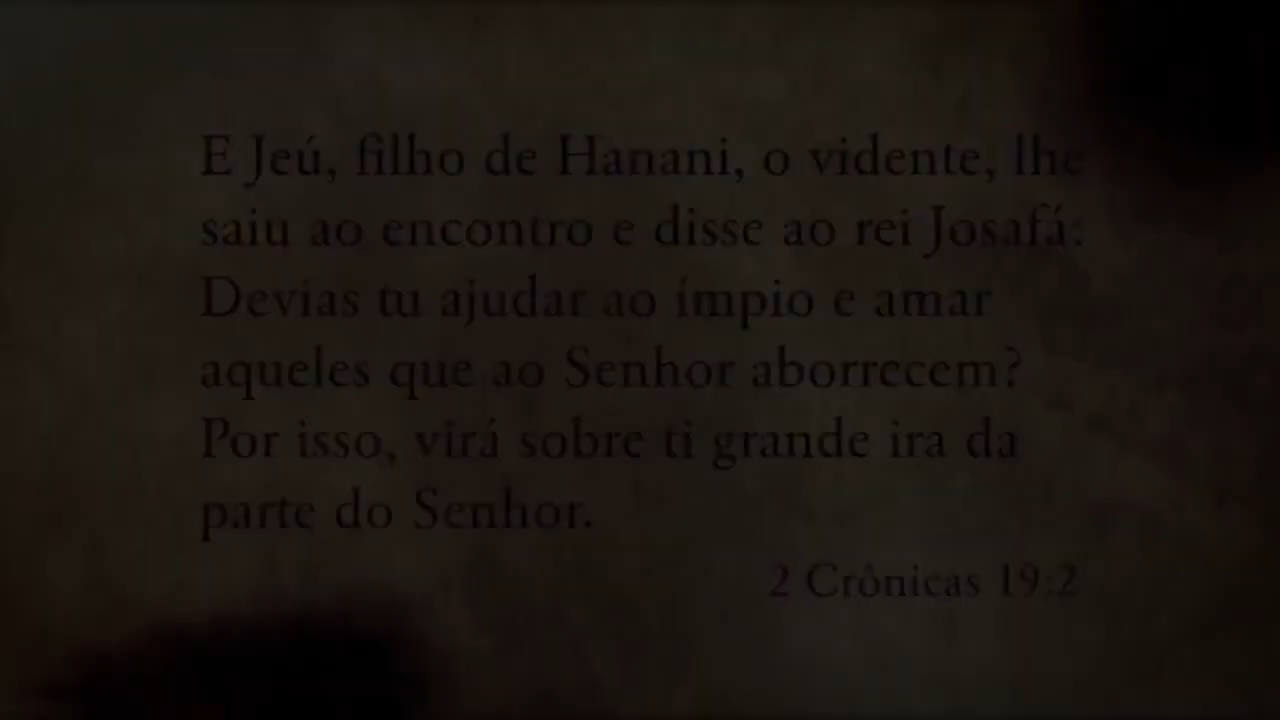 E Jeú, filho de Hanani, o vidente, lhe
saiu ao encontro e disse ao rei Josafá:
Devias tu ajudar ao ímpio e amar
aqueles que ao Senhor aborrecem?
Por isso, virá sobre ti grande ira da
parte do Senhor.
2 Crônicas 19:2